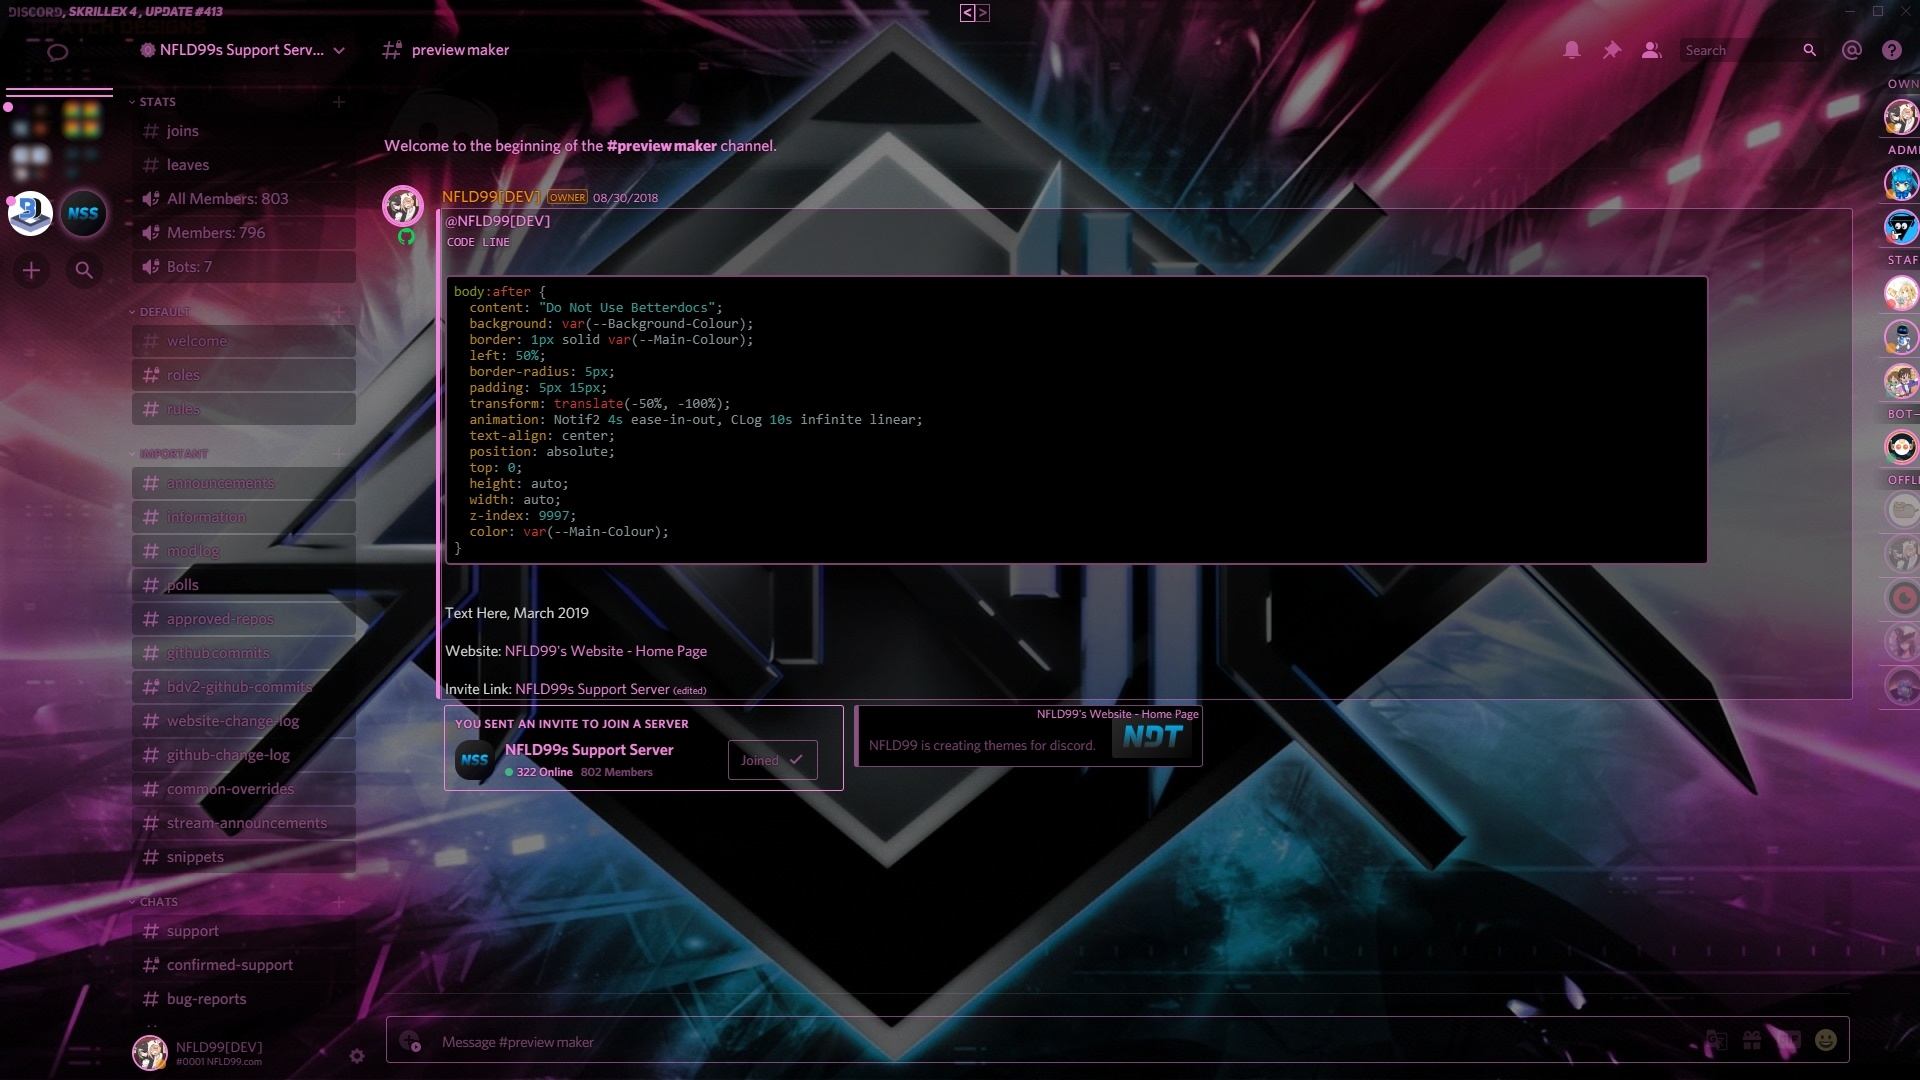 DISCORD, SKRILLEX 4 , UPDATE #413
<>
NFLD99s Support Serv...
preview maker
Search
STATS
joins
leaves
All Members: 803
Members: 796
Bots: 7
DEFAULT
welcome
roles
rules
IMPORTANT
announcements
information
mod log
polls
approved-repos
github commits
bdv2-github-commits
website-change-log
github-change-log
common-overrides
stream-announcements
snippets
CHATS
support
confirmed-support
bug-reports
NSS
NFLD99[DEV]
#0001 NFLD99.com
Welcome to the beginning of the #preview maker channel.
NFLD99[DEV] OWNER 08/30/2018
@NFLD99[DEV]
CODE LINE
body:after {
  content: "Do Not Use Betterdocs";
  background: var(--Background-Colour);
  border: 1px solid var(--Main-Colour);
  left: 50%;
  border-radius: 5px;
  padding: 5px 15px;
  transform: translate(-50%, -100%);
  animation: Notif2 4s ease-in-out, CLog 10s infinite linear;
  text-align: center;
  position: absolute;
  top: 0;
  height: auto;
  width: auto;
  z-index: 9997;
  color: var(--Main-Colour);
}
Text Here, March 2019
Website: NFLD99's Website - Home Page
Invite Link: NFLD99s Support Server (edited)
YOU SENT AN INVITE TO JOIN A SERVER
NSS
NFLD99s Support Server
322 Online 802 Members
Joined
NFLD99's Website - Home Page
NFLD99 is creating themes for discord.
NDT
Message #preview maker
OWN
ADMI
STAF
BOT—
OFFLI